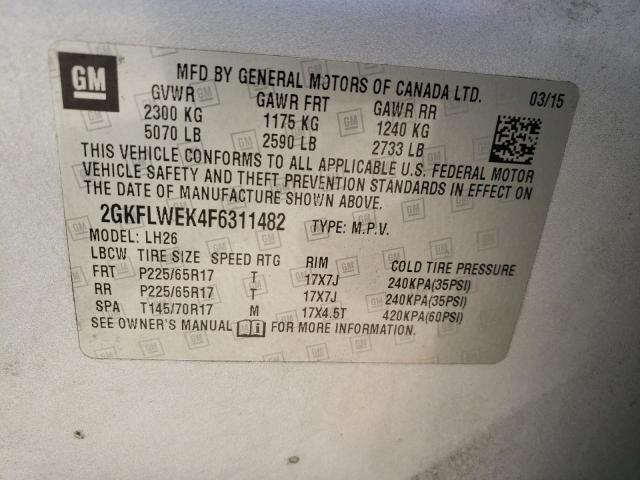 GM
MFD BY GENERAL MOTORS OF CANADA LTD. 03/15
GVWR GAWR FRT GAWR RR
2300 KG 1175 KG 1240 KG
5070 LB 2590 LB 2733 LB
THIS VEHICLE CONFORMS TO ALL APPLICABLE U.S. FEDERAL MOTOR
VEHICLE SAFETY AND THEFT PREVENTION STANDARDS IN EFFECT ON
THE DATE OF MANUFACTURE SHOWN ABOVE.
2GKFLWEK4F6311482 TYPE: M.P.V.
MODEL: LH26
LBCW TIRE SIZE SPEED RTG RIM COLD TIRE PRESSURE
FRT P225/65R17 T 17X7J 240KPA(35PSI)
RR P225/65R17 T 17X7J 240KPA(35PSI)
SPA T145/70R17 M 17X4.5T 420KPA(60PSI)
SEE OWNER'S MANUAL FOR MORE INFORMATION.